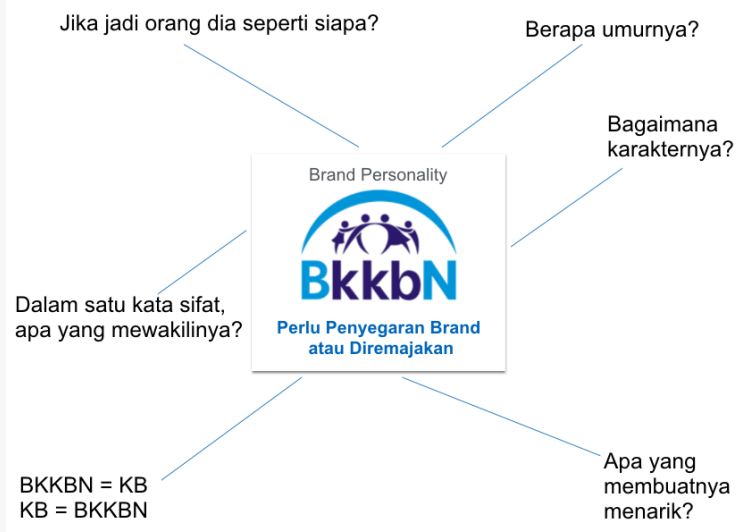 Jika jadi orang dia seperti siapa?
Berapa umurnya?
Bagaimana
karakternya?
Brand Personality
BkkbN
Perlu Penyegaran Brand
atau Diremajakan
Dalam satu kata sifat,
apa yang mewakilinya?
BKKBN = KB
KB = BKKBN
Apa yang
membuatnya
menarik?